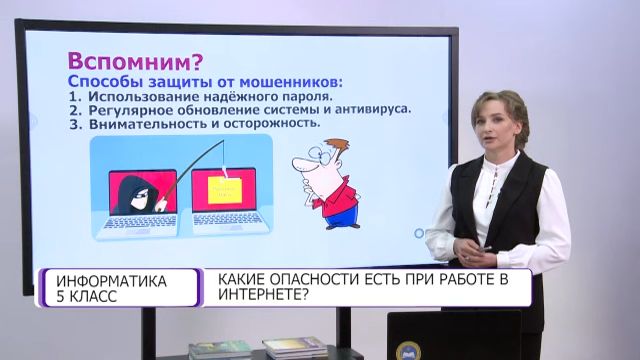 Вспомним?
Способы защиты от мошенников:
1. Использование надёжного пароля.
2. Регулярное обновление системы и антивируса.
3. Внимательность и осторожность.
ИНФОРМАТИКА
5 КЛАСС
КАКИЕ ОПАСНОСТИ ЕСТЬ ПРИ РАБОТЕ В
ИНТЕРНЕТЕ?